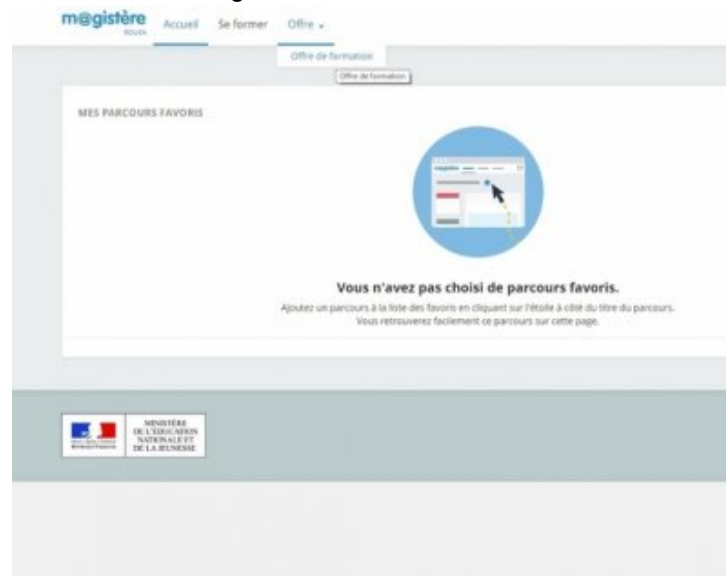 m@gistère
ROUEN
Accueil Se former Offre
Offre de formation
Offre de formation
MES PARCOURS FAVORIS
Vous n'avez pas choisi de parcours favoris.
Ajoutez un parcours à la liste des favoris en cliquant sur l'étoile à côté du titre du parcours.
Vous retrouverez facilement ce parcours sur cette page.
MINISTÈRE
DE L'ÉDUCATION
NATIONALE ET
DE LA JEUNESSE